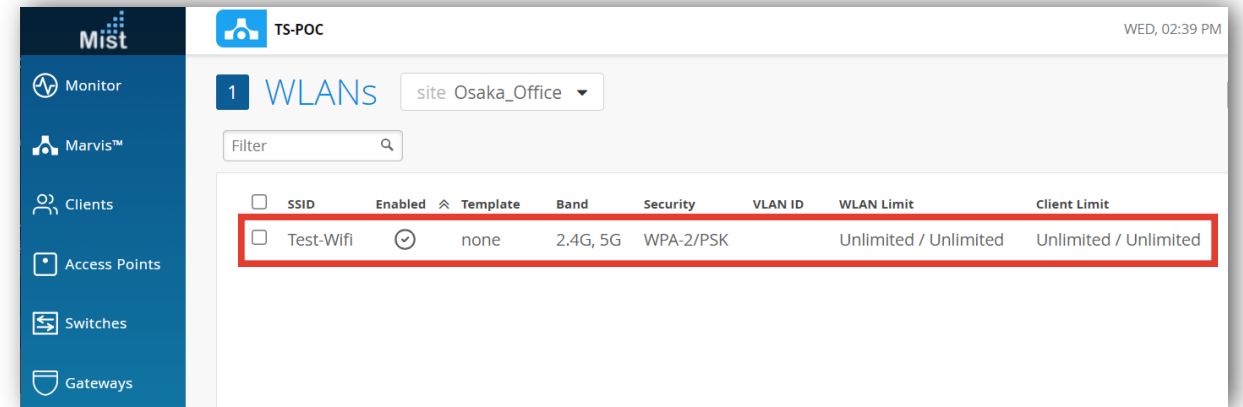 Mist
TS-POC
WED, 02:39 PM
Monitor
Marvis™
Clients
Access Points
Switches
Gateways
1 WLANs site Osaka_Office
Filter
SSID Enabled Template Band Security VLAN ID WLAN Limit Client Limit
Test-Wifi none 2.4G, 5G WPA-2/PSK Unlimited / Unlimited Unlimited / Unlimited